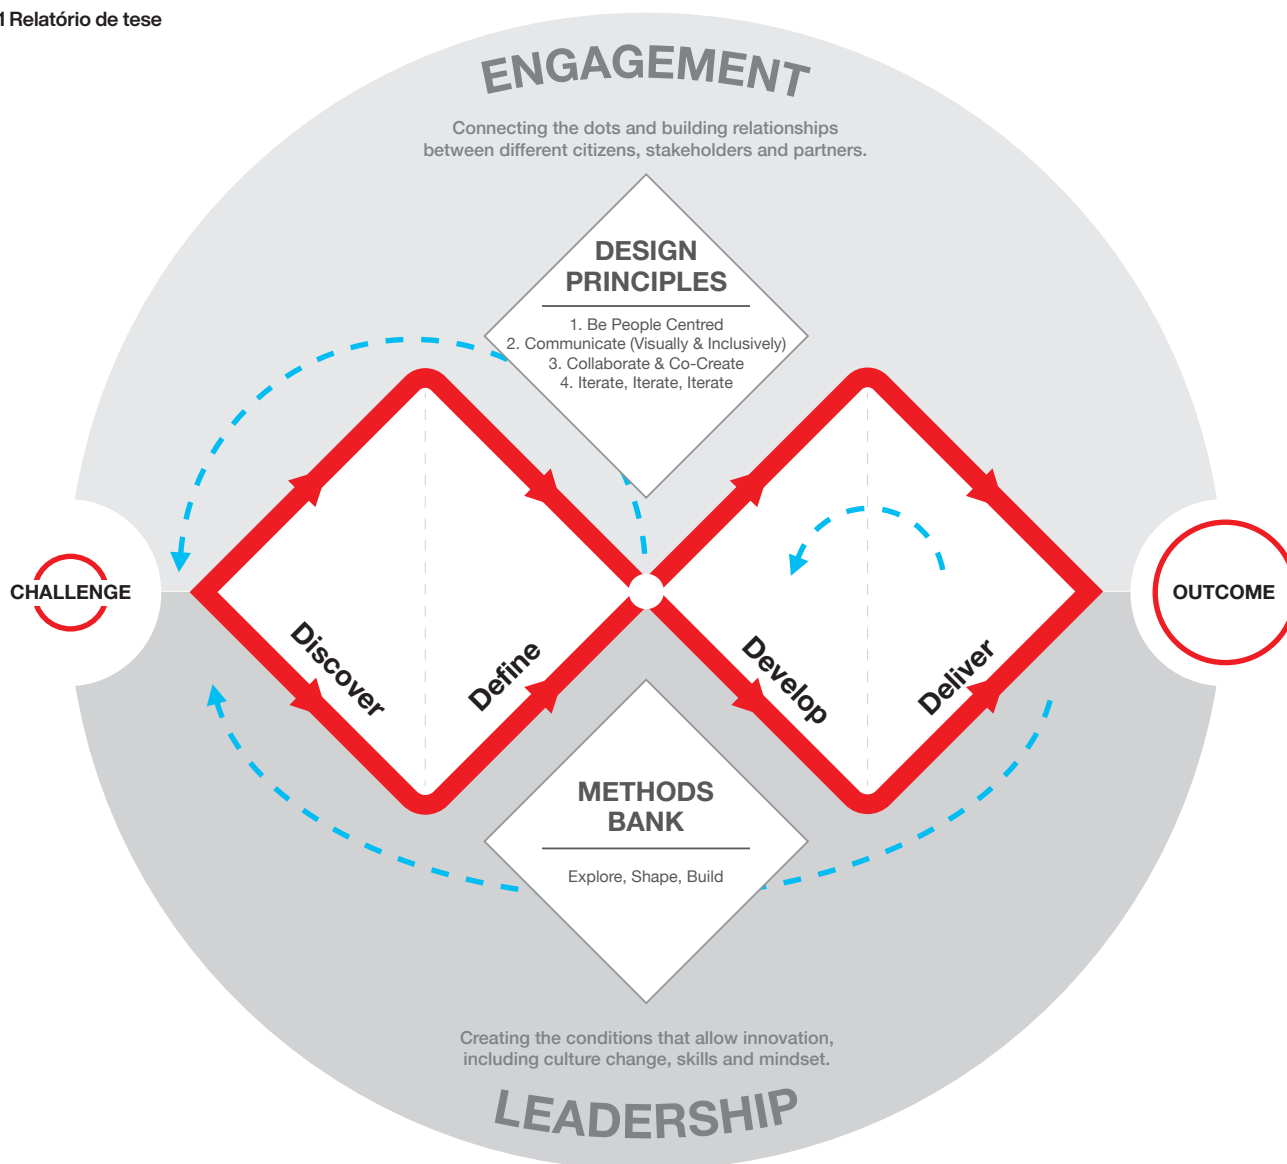 1 Relatório de tese
ENGAGEMENT
Connecting the dots and building relationships
between different citizens, stakeholders and partners.
DESIGN
PRINCIPLES
1. Be People Centred
2. Communicate (Visually & Inclusively)
3. Collaborate & Co-Create
4. Iterate, Iterate, Iterate
CHALLENGE
OUTCOME
Discover
Define
Develop
Deliver
METHODS
BANK
Explore, Shape, Build
Creating the conditions that allow innovation,
including culture change, skills and mindset.
LEADERSHIP